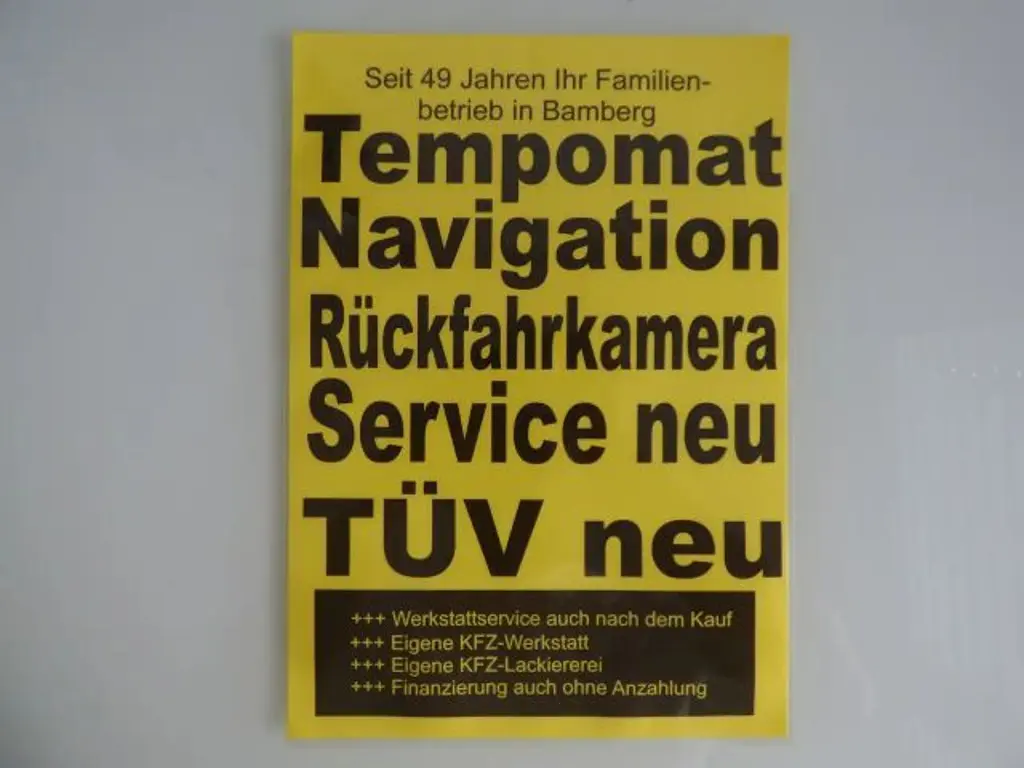 Seit 49 Jahren Ihr Familien-
betrieb in Bamberg
Tempomat
Navigation
Rückfahrkamera
Service neu
TÜV neu
+++ Werkstattservice auch nach dem Kauf
+++ Eigene KFZ-Werkstatt
+++ Eigene KFZ-Lackiererei
+++ Finanzierung auch ohne Anzahlung